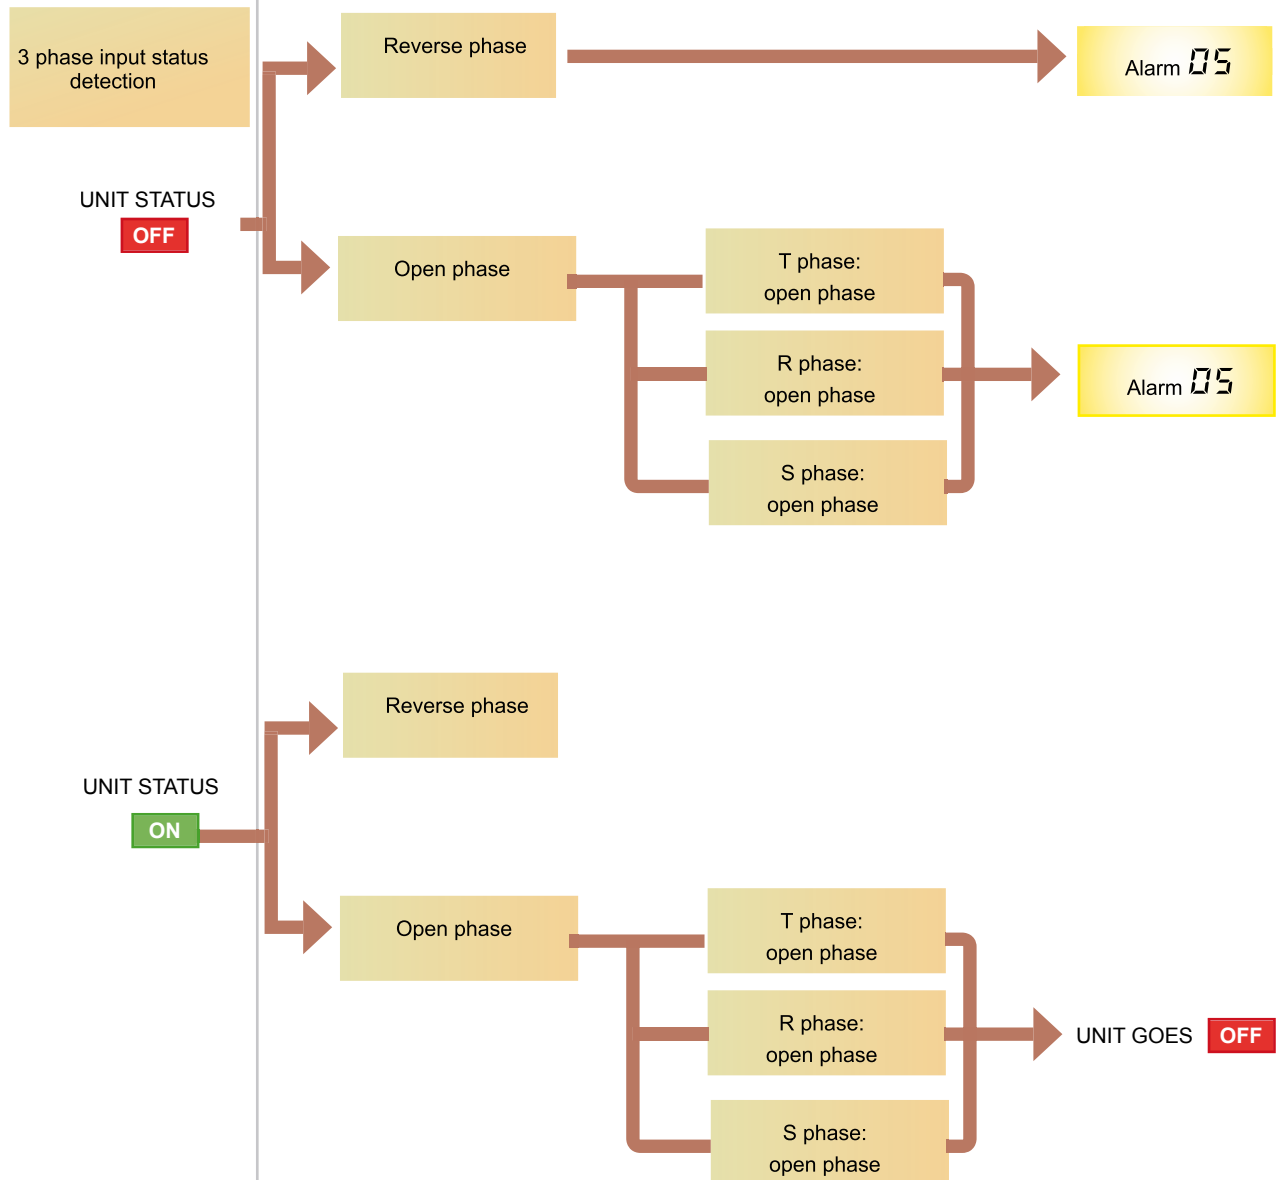 3 phase input status
detection
Reverse phase
Alarm 05
UNIT STATUS
OFF
Open phase
T phase:
open phase
R phase:
open phase
S phase:
open phase
Alarm 05
Reverse phase
UNIT STATUS
ON
Open phase
T phase:
open phase
R phase:
open phase
S phase:
open phase
UNIT GOES OFF